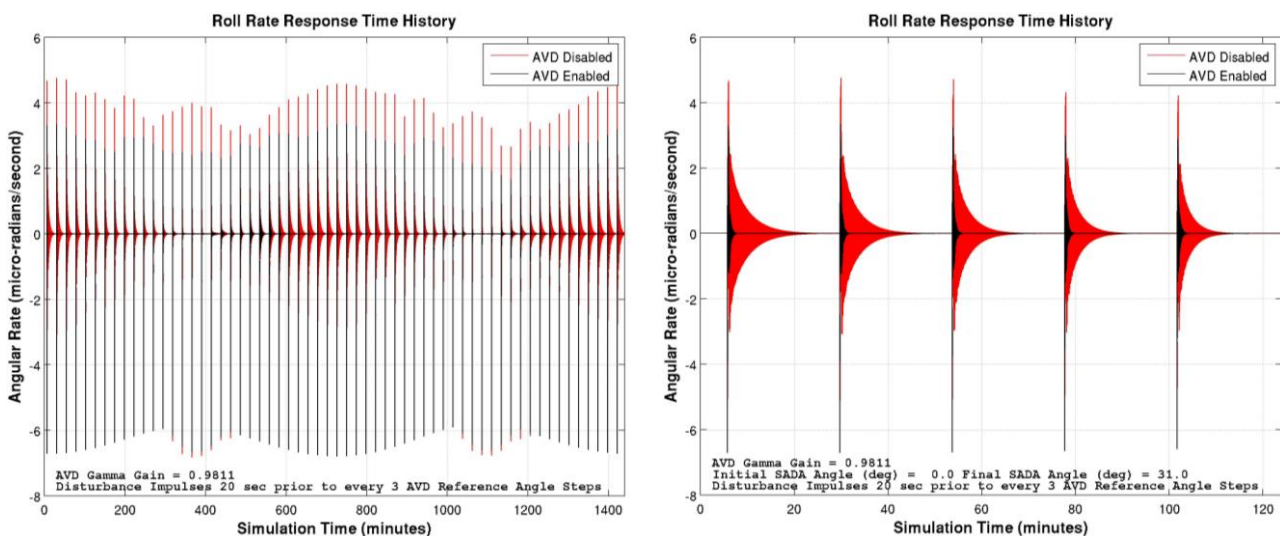 Roll Rate Response Time History
AVD Disabled
AVD Enabled
6
4
2
0
-2
-4
-6
-8
Angular Rate (micro-radians/second)
AVD Gamma Gain = 0.9811
Disturbance Impulses 20 sec prior to every 3 AVD Reference Angle Steps
0 200 400 600 800 1000 1200 1400
Simulation Time (minutes)
Roll Rate Response Time History
AVD Disabled
AVD Enabled
6
4
2
0
-2
-4
-6
-8
Angular Rate (micro-radians/second)
AVD Gamma Gain = 0.9811
Initial SADA Angle (deg) = 0.0 Final SADA Angle (deg) = 31.0
Disturbance Impulses 20 sec prior to every 3 AVD Reference Angle Steps
0 20 40 60 80 100 120
Simulation Time (minutes)